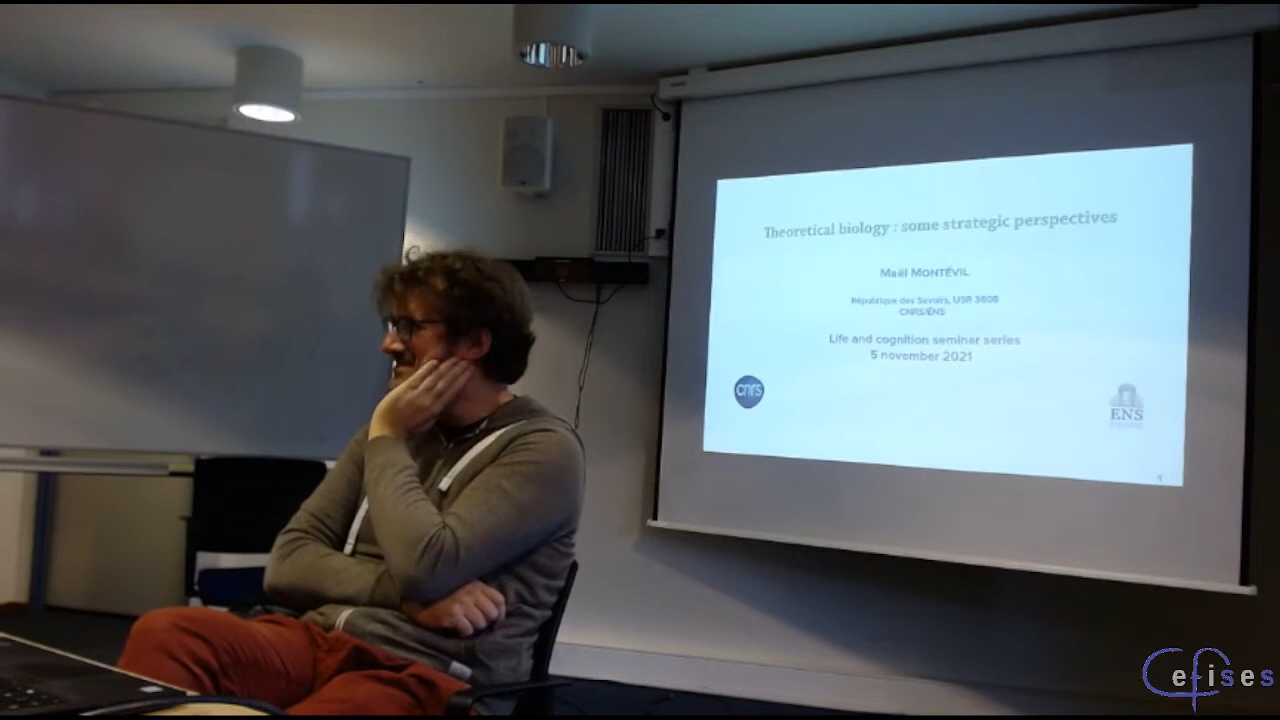 Theoretical biology : some strategic perspectives
Maël MONTÉVIL
République des Savoirs, USR 3608
CNRS/ÉNS
Life and cognition seminar series
5 november 2021
cnrs
ENS
1
Cefises